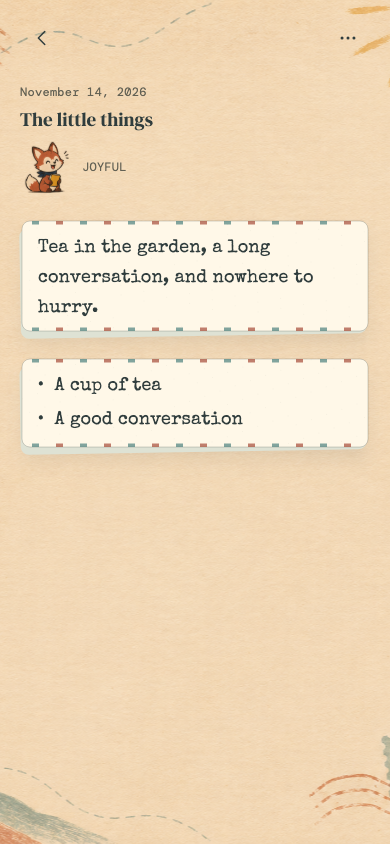 November 14, 2026
The little things
JOYFUL
Tea in the garden, a long
conversation, and nowhere to
hurry.
• A cup of tea
• A good conversation